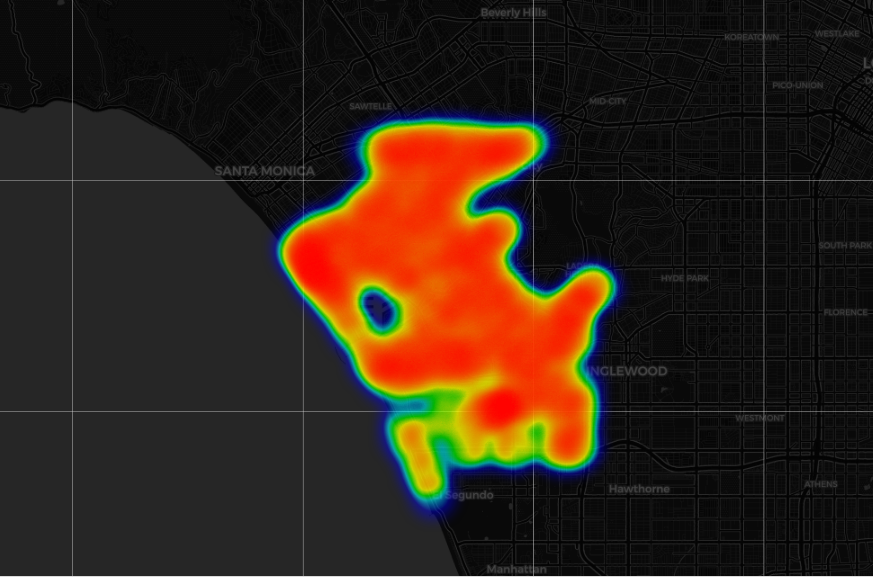 Beverly Hills
KOREATOWN
WESTLAKE
SAWTELLE
MID-CITY
PICO-UNION
SANTA MONICA
SOUTH PARK
HYDE PARK
FLORENCE
INGLEWOOD
WESTMONT
ATHENS
Segundo
Hawthorne
Manhattan